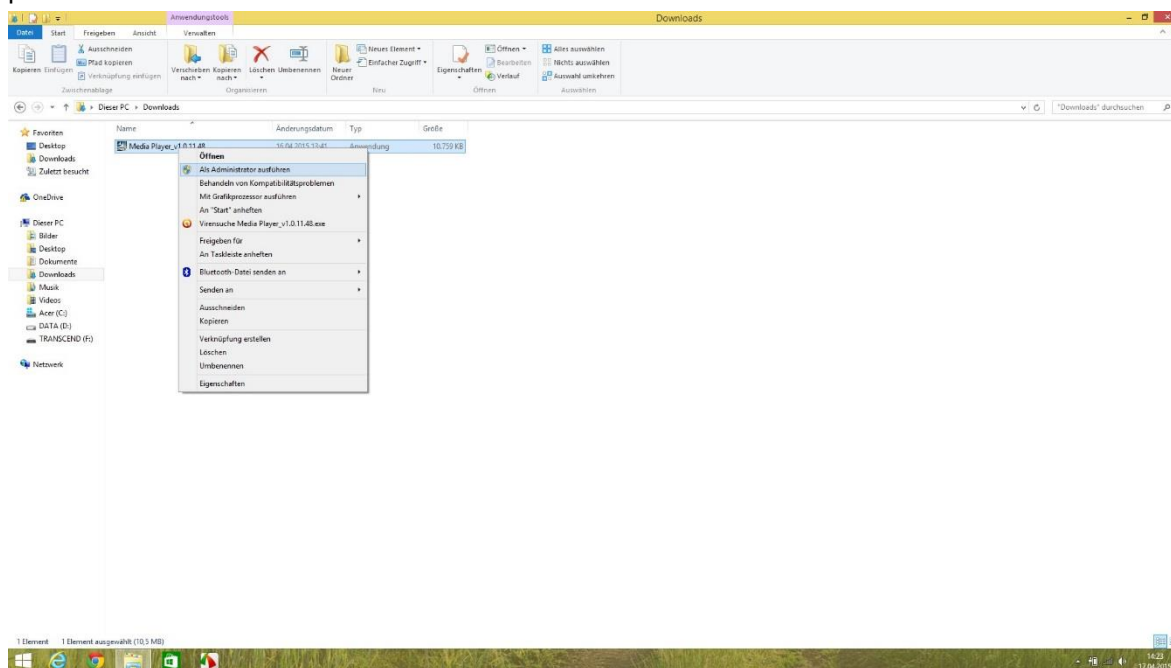 Anwendungstools
Downloads
Datei Start Freigeben Ansicht Verwalten
Kopieren Einfügen
Ausschneiden
Pfad kopieren
Verknüpfung einfügen
Zwischenablage
Verschieben nach Kopieren nach Löschen Umbenennen
Organisieren
Neuer Ordner
Neues Element
Einfacher Zugriff
Neu
Eigenschaften
Öffnen
Bearbeiten
Verlauf
Öffnen
Alles auswählen
Nichts auswählen
Auswahl umkehren
Auswählen
Dieser PC Downloads
"Downloads" durchsuchen
Favoriten
Desktop
Downloads
Zuletzt besucht
OneDrive
Dieser PC
Bilder
Desktop
Dokumente
Downloads
Musik
Videos
Acer (C:)
DATA (D:)
TRANSCEND (F:)
Netzwerk
Name Änderungsdatum Typ Größe
Media Player_v1.0.11.48 16.04.2015 13:41 Anwendung 10.759 KB
Öffnen
Als Administrator ausführen
Behandeln von Kompatibilitätsproblemen
Mit Grafikprozessor ausführen
An "Start" anheften
Virensuche Media Player_v1.0.11.48.exe
Freigeben für
An Taskleiste anheften
Bluetooth-Datei senden an
Senden an
Ausschneiden
Kopieren
Verknüpfung erstellen
Löschen
Umbenennen
Eigenschaften
1 Element 1 Element ausgewählt (10,5 MB)
14:23